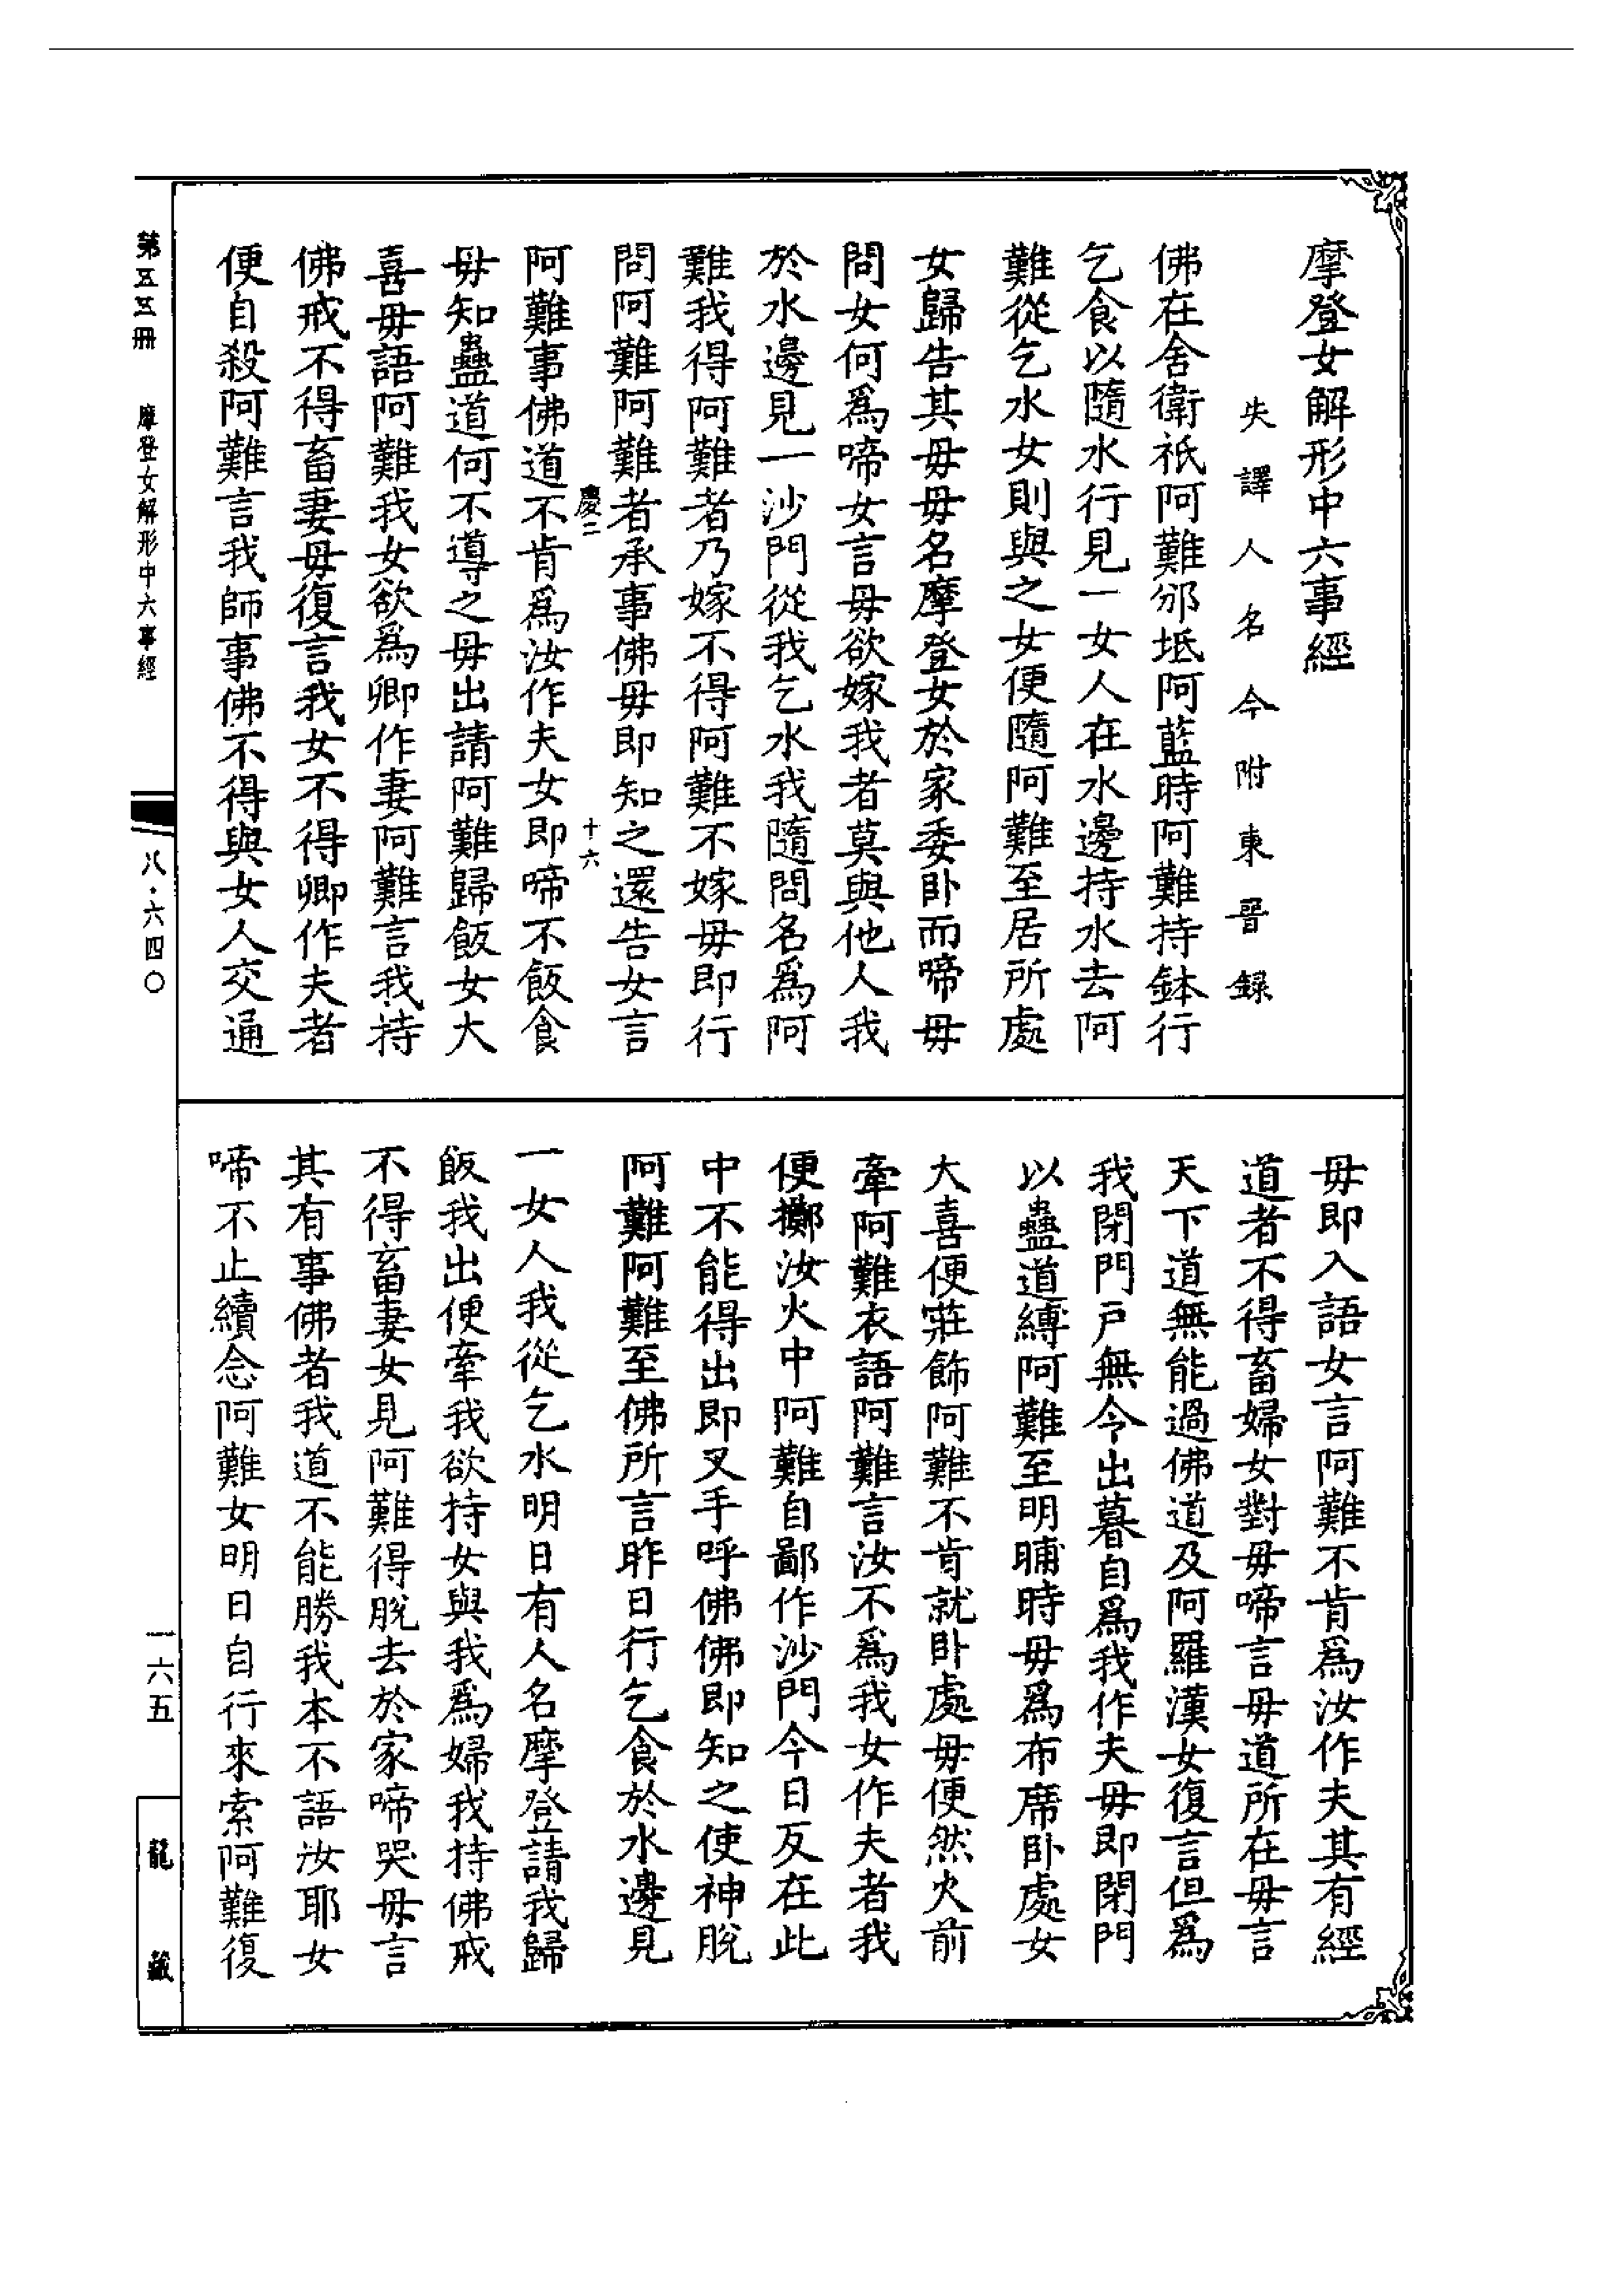 摩登女解形中六事經
失譯人名今附東晉錄
佛在舍衛祇阿難邠坻阿藍時阿難持鉢行
乞食以隨水行見一女人在水邊持水去阿
難從乞水女則與之女便隨阿難至居所處
女歸告其毋毋名摩登女於家委卧而啼毋
問女何爲啼女言毋欲嫁我者莫與他人我
於水邊見一沙門從我乞水我隨問名爲阿
難我得阿難者乃嫁不得阿難不嫁毋即行
問阿難阿難者承事佛毋即知之還告女言
慶二 十六
阿難事佛道不肯爲汝作夫女即啼不飯食
毋知蠱道何不導之毋出請阿難歸飯女大
喜毋語阿難我女欲爲卿作妻阿難言我持
佛戒不得畜妻毋復言我女不得卿作夫者
便自殺阿難言我師事佛不得與女人交通
毋即入語女言阿難不肯爲汝作夫其有經
道者不得畜婦女對毋啼言毋道所在毋言
天下道無能過佛道及阿羅漢女復言但爲
我閉門戶無令出暮自爲我作夫毋即閉門
以蠱道縛阿難至明晡時毋爲布席卧處女
大喜便莊飾阿難不肯就卧處毋便然火前
牽阿難衣語阿難言汝不爲我女作夫者我
便擲汝火中阿難自鄙作沙門今日反在此
中不能得出即叉手呼佛佛即知之使神脫
阿難阿難至佛所言昨日行乞食於水邊見
一女人我從乞水明日有人名摩登請我歸
飯我出便牽我欲持女與我爲婦我持佛戒
不得畜妻女見阿難得脫去於家啼哭毋言
其有事佛者我道不能勝我本不語汝耶女
啼不止續念阿難女明日自行來索阿難復
第五五冊 摩登女解形中六事經
八·六四〇
一六五
龍藏